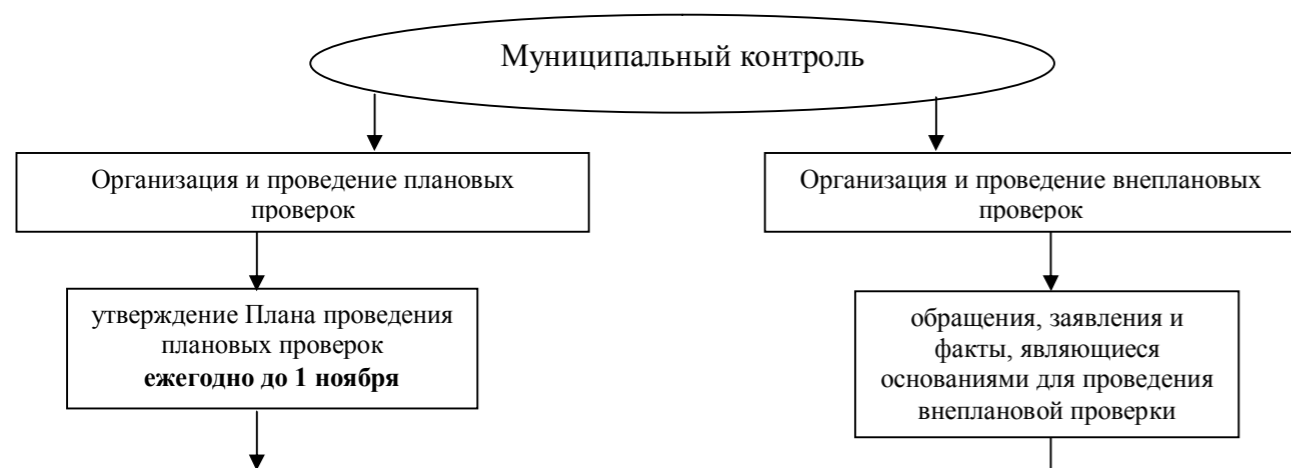 Муниципальный контроль
Организация и проведение плановых
проверок
Организация и проведение внеплановых
проверок
утверждение Плана проведения
плановых проверок
ежегодно до 1 ноября
обращения, заявления и
факты, являющиеся
основаниями для проведения
внеплановой проверки